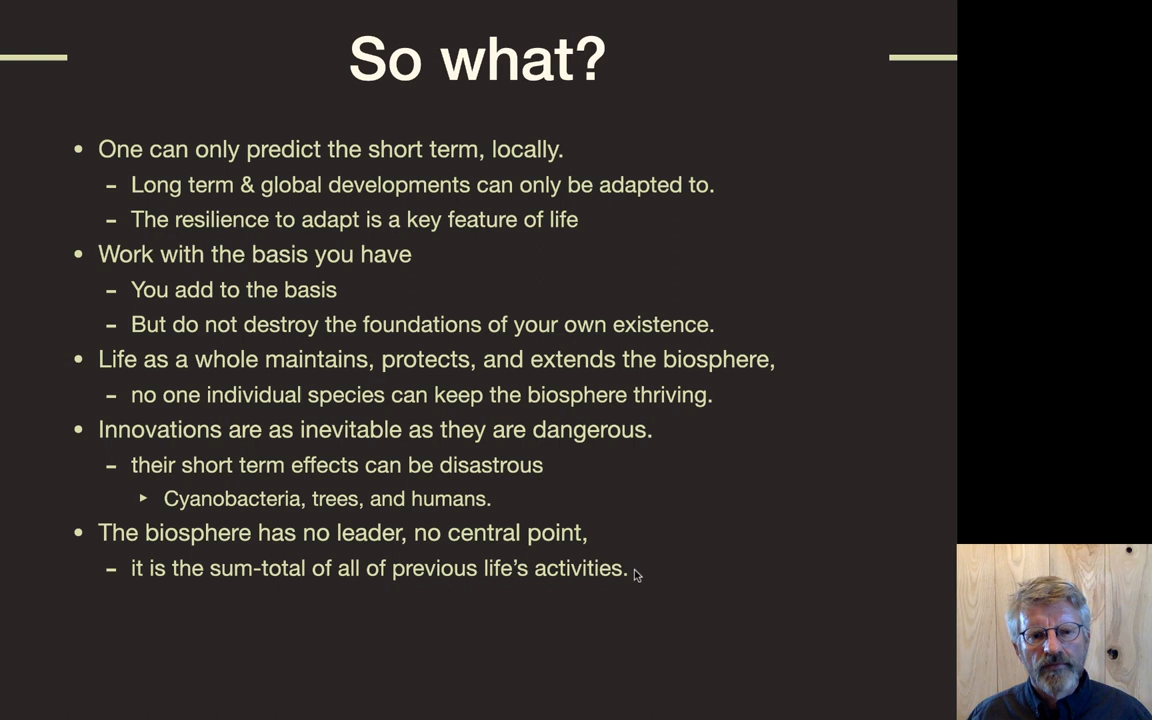 So what?
• One can only predict the short term, locally.
– Long term & global developments can only be adapted to.
– The resilience to adapt is a key feature of life
• Work with the basis you have
– You add to the basis
– But do not destroy the foundations of your own existence.
• Life as a whole maintains, protects, and extends the biosphere,
– no one individual species can keep the biosphere thriving.
• Innovations are as inevitable as they are dangerous.
– their short term effects can be disastrous
‣ Cyanobacteria, trees, and humans.
• The biosphere has no leader, no central point,
– it is the sum-total of all of previous life’s activities.